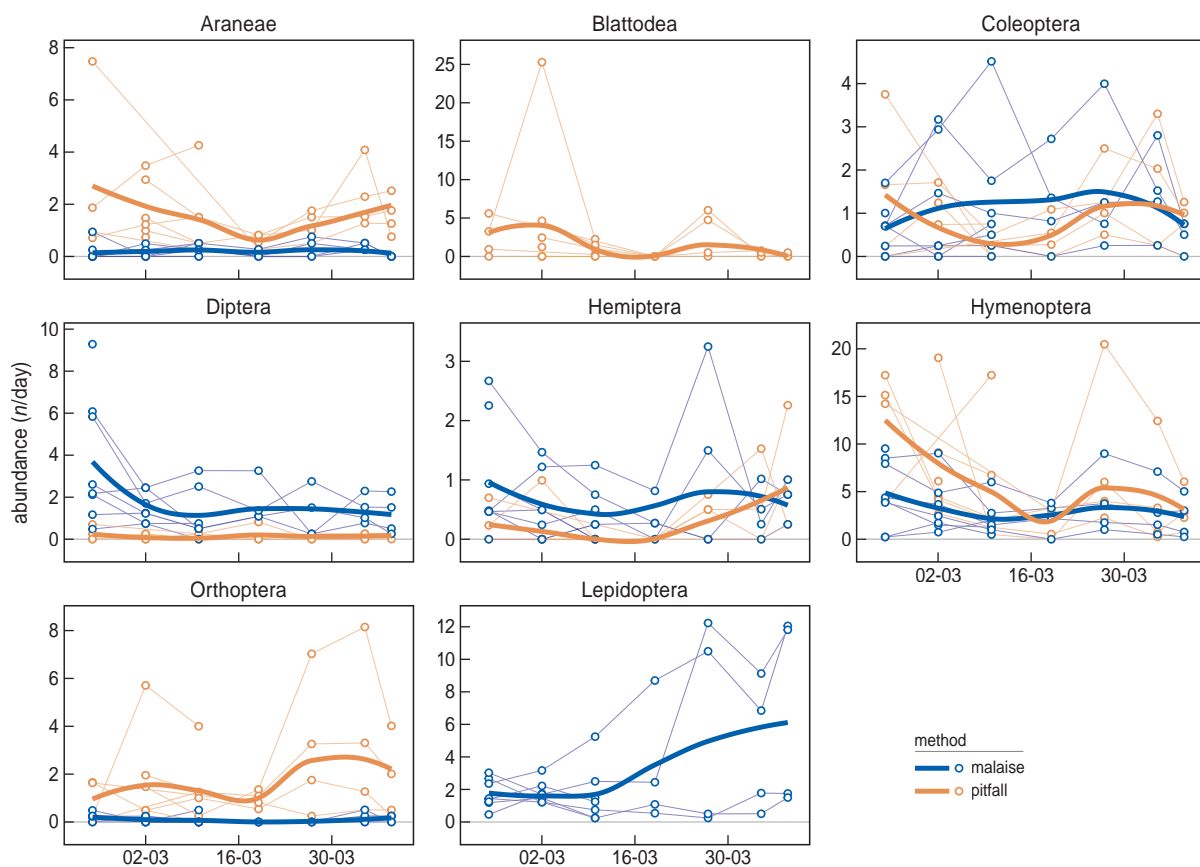 Araneae
Blattodea
Coleoptera
8
6
4
2
0
25
20
15
10
5
0
4
3
2
1
0
Diptera
Hemiptera
Hymenoptera
abundance (n/day)
10
8
6
4
2
0
3
2
1
0
20
15
10
5
0
02-03 16-03 30-03
Orthoptera
Lepidoptera
8
6
4
2
0
02-03 16-03 30-03
12
10
8
6
4
2
0
02-03 16-03 30-03
method
malaise
pitfall